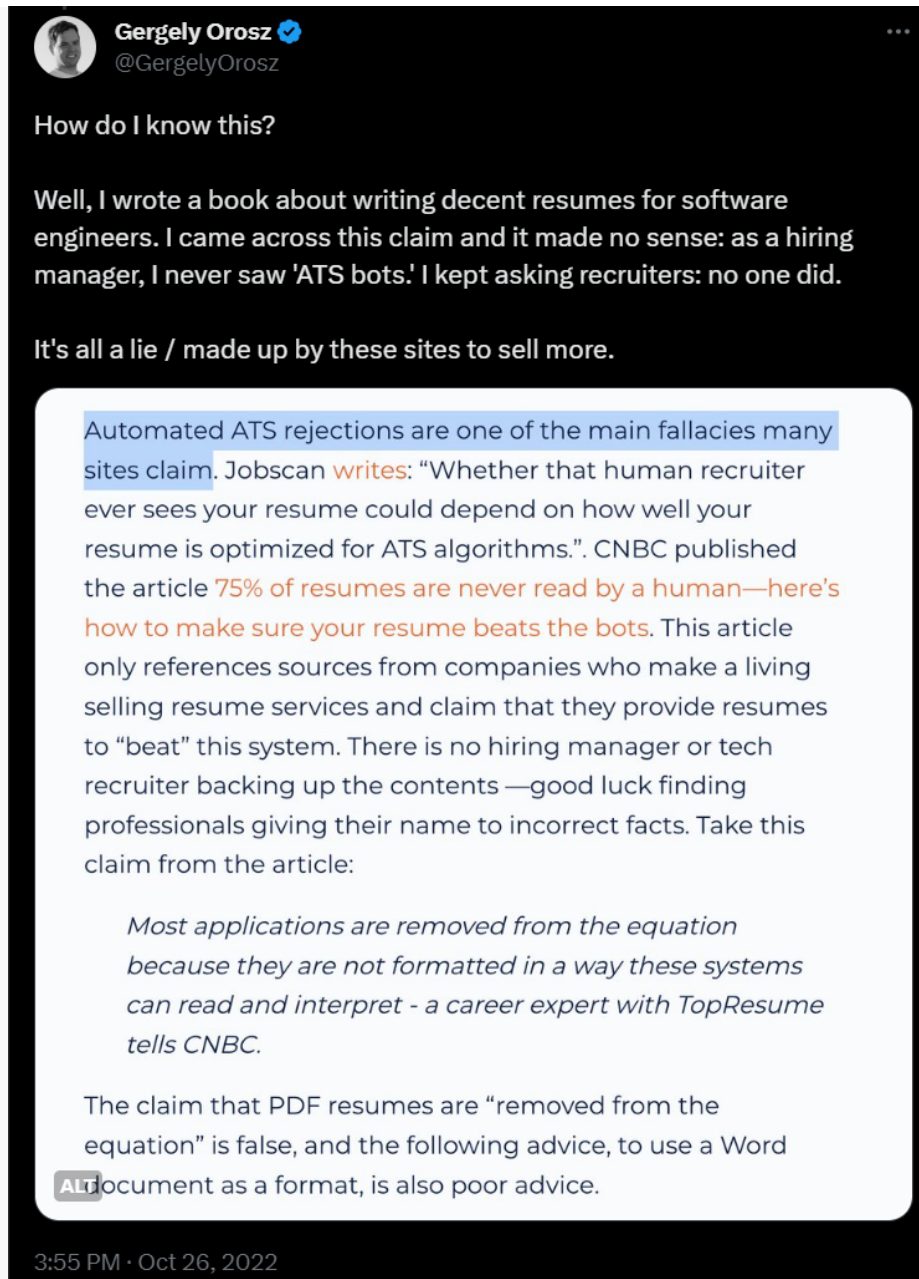 Gergely Orosz
@GergelyOrosz
How do I know this?
Well, I wrote a book about writing decent resumes for software
engineers. I came across this claim and it made no sense: as a hiring
manager, I never saw 'ATS bots.' I kept asking recruiters: no one did.
It's all a lie / made up by these sites to sell more.
Automated ATS rejections are one of the main fallacies many
sites claim. Jobscan writes: “Whether that human recruiter
ever sees your resume could depend on how well your
resume is optimized for ATS algorithms.”. CNBC published
the article 75% of resumes are never read by a human—here’s
how to make sure your resume beats the bots. This article
only references sources from companies who make a living
selling resume services and claim that they provide resumes
to “beat” this system. There is no hiring manager or tech
recruiter backing up the contents —good luck finding
professionals giving their name to incorrect facts. Take this
claim from the article:
Most applications are removed from the equation
because they are not formatted in a way these systems
can read and interpret - a career expert with TopResume
tells CNBC.
The claim that PDF resumes are “removed from the
equation” is false, and the following advice, to use a Word
ALT document as a format, is also poor advice.
3:55 PM · Oct 26, 2022